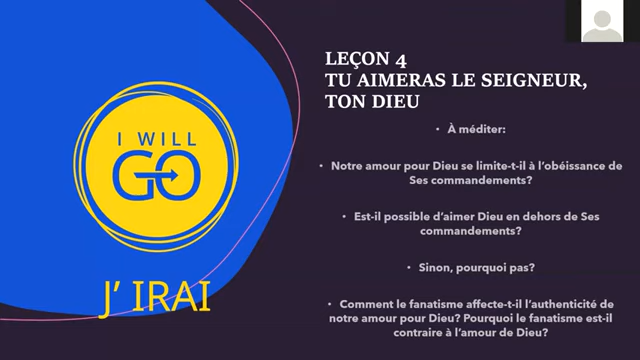 I WILL
GO
J' IRAI
LEÇON 4
TU AIMERAS LE SEIGNEUR,
TON DIEU
• À méditer:
• Notre amour pour Dieu se limite-t-il à l'obéissance de
Ses commandements?
• Est-il possible d'aimer Dieu en dehors de Ses
commandements?
• Sinon, pourquoi pas?
• Comment le fanatisme affecte-t-il l'authenticité de
notre amour pour Dieu? Pourquoi le fanatisme est-il
contraire à l'amour de Dieu?